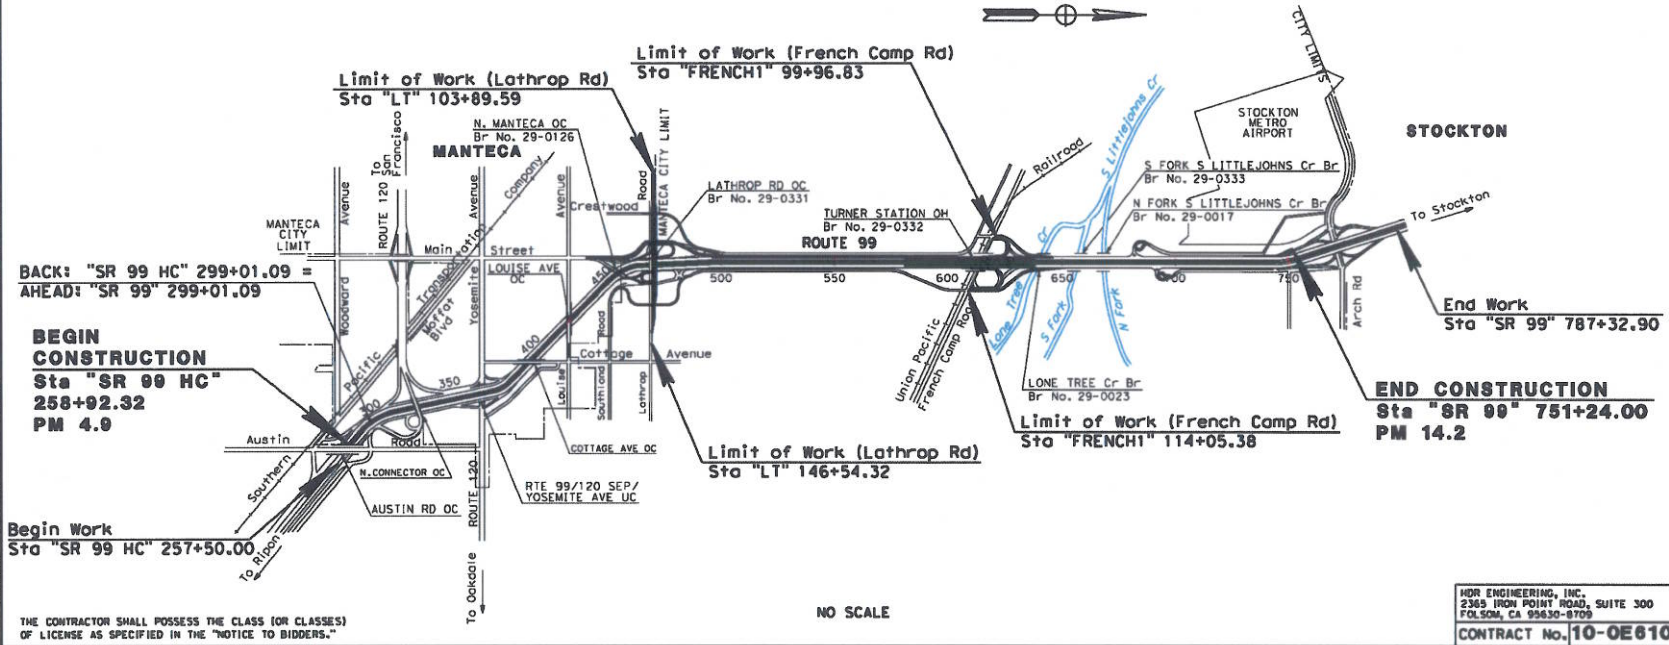 Limit of Work (French Camp Rd)
Sta "FRENCH1" 99+96.83
CITY LIMITS
Limit of Work (Lathrop Rd)
Sta "LT" 103+89.59
N. MANTECA OC
Br No. 29-0126
MANTECA
To
San
Francisco
ROUTE 120
MANTECA CITY LIMIT
STOCKTON
METRO
AIRPORT
STOCKTON
S Littlejohns Cr
Railroad
S FORK S LITTLEJOHNS Cr Br
Br No. 29-0333
N FORK S LITTLEJOHNS Cr Br
Br No. 29-0017
To Stockton
LATHROP RD OC
Br No. 29-0331
TURNER STATION OH
Br No. 29-0332
ROUTE 99
MANTECA
CITY
LIMIT
Avenue
Avenue
Company
Avenue
Crestwood
Road
Main
Street
Transportation
LOUISE AVE
OC
450
500
550
600
650
700
750
BACK: "SR 99 HC" 299+01.09 =
AHEAD: "SR 99" 299+01.09
Woodward
Moffat
Blvd
Yosemite
Pacific
Road
400
350
300
Cottage
Avenue
Louise
Southland
Lathrop
Union Pacific
French Camp Road
Lone Tree
Cr
S Fork
N Fork
Arch Rd
End Work
Sta "SR 99" 787+32.90
BEGIN
CONSTRUCTION
Sta "SR 99 HC"
258+92.32
PM 4.9
LONE TREE Cr Br
Br No. 29-0023
END CONSTRUCTION
Sta "SR 99" 751+24.00
PM 14.2
Limit of Work (French Camp Rd)
Sta "FRENCH1" 114+05.38
Austin
Road
Southern
N.CONNECTOR OC
COTTAGE AVE OC
Limit of Work (Lathrop Rd)
Sta "LT" 146+54.32
RTE 99/120 SEP/
YOSEMITE AVE UC
AUSTIN RD OC
ROUTE 120
Begin Work
Sta "SR 99 HC" 257+50.00
To Ripon
To Oakdale
NO SCALE
THE CONTRACTOR SHALL POSSESS THE CLASS (OR CLASSES)
OF LICENSE AS SPECIFIED IN THE "NOTICE TO BIDDERS."
HDR ENGINEERING, INC.
2365 IRON POINT ROAD, SUITE 300
FOLSOM, CA 95630-8709
CONTRACT No. 10-0E610